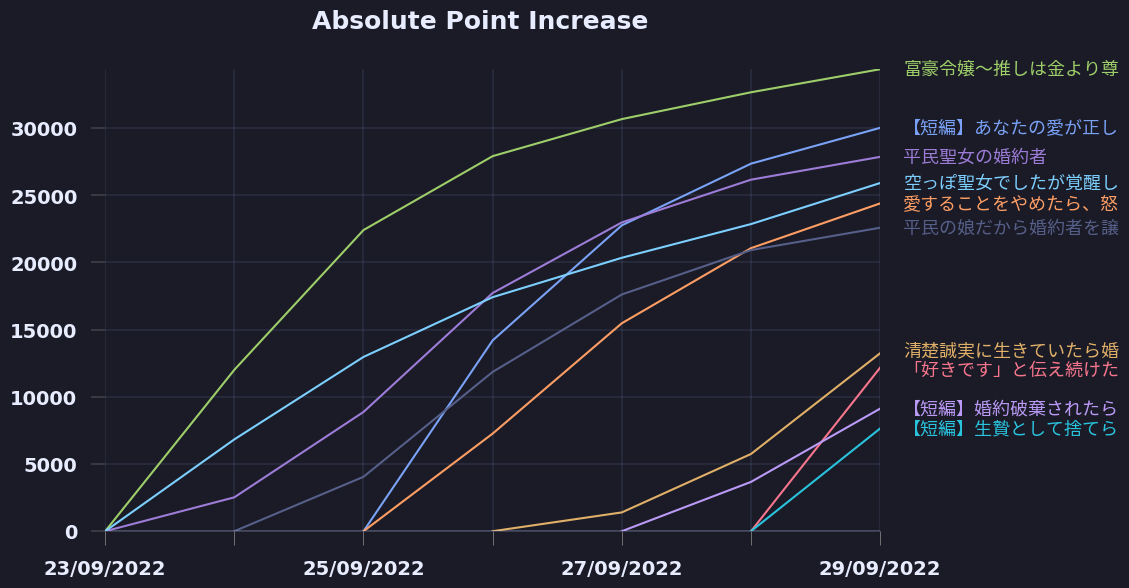 Absolute Point Increase
富豪令嬢～推しは金より尊
30000
【短編】あなたの愛が正し
平民聖女の婚約者
空っぽ聖女でしたが覚醒し
25000
愛することをやめたら、怒
平民の娘だから婚約者を譲
20000
15000
清楚誠実に生きていたら婚
「好きです」と伝え続けた
10000
【短編】婚約破棄されたら
【短編】生贄として捨てら
5000
0
23/09/2022
25/09/2022
27/09/2022
29/09/2022